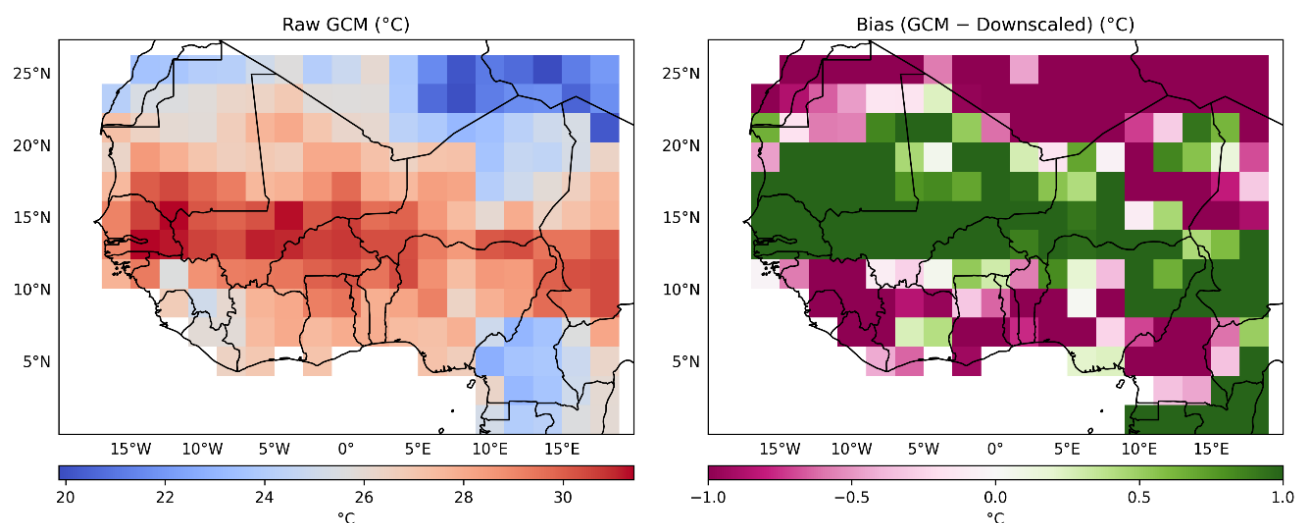 Raw GCM (°C)
Bias (GCM − Downscaled) (°C)
25°N
20°N
15°N
10°N
5°N
15°W 10°W 5°W 0° 5°E 10°E 15°E
20 22 24 26 28 30
°C
25°N
20°N
15°N
10°N
5°N
15°W 10°W 5°W 0° 5°E 10°E 15°E
−1.0 −0.5 0.0 0.5 1.0
°C